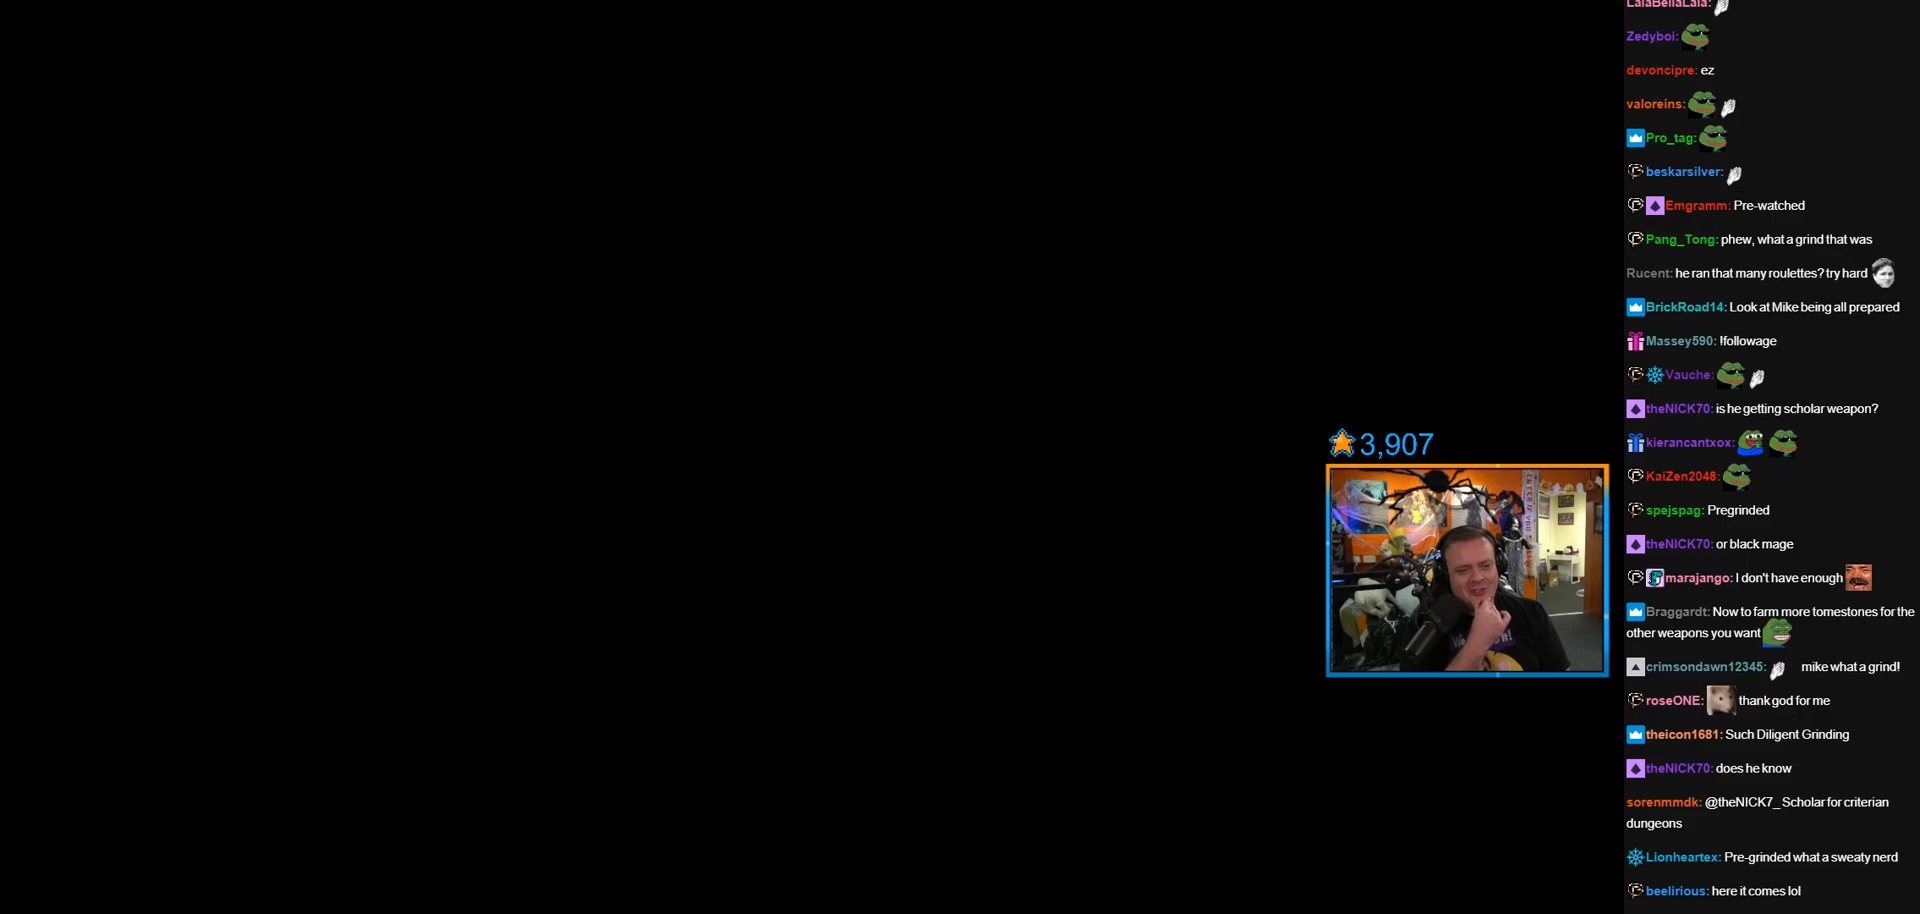 LalaBellaLala:
Zedyboi:
devoncipre: ez
valoreins:
Pro_tag:
beskarsilver:
Emgramm: Pre-watched
Pang_Tong: phew, what a grind that was
Rucent: he ran that many roulettes? try hard
BrickRoad14: Look at Mike being all prepared
Massey590: !followage
Vauche:
theNICK70: is he getting scholar weapon?
kierancantxox:
KaiZen2048:
spejspag: Pregrinded
theNICK70: or black mage
marajango: I don't have enough
Braggardt: Now to farm more tomestones for the
other weapons you want
crimsondawn12345: mike what a grind!
roseONE: thank god for me
theicon1681: Such Diligent Grinding
theNICK70: does he know
sorenmmdk: @theNICK7_ Scholar for criterian
dungeons
Lionheartex: Pre-grinded what a sweaty nerd
beelirious: here it comes lol
3,907